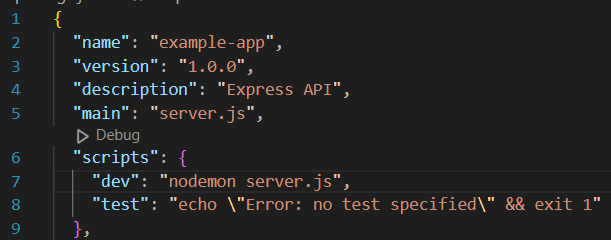 1 {
2 "name": "example-app",
3 "version": "1.0.0",
4 "description": "Express API",
5 "main": "server.js",
Debug
6 "scripts": {
7 "dev": "nodemon server.js",
8 "test": "echo \"Error: no test specified\" && exit 1"
9 },